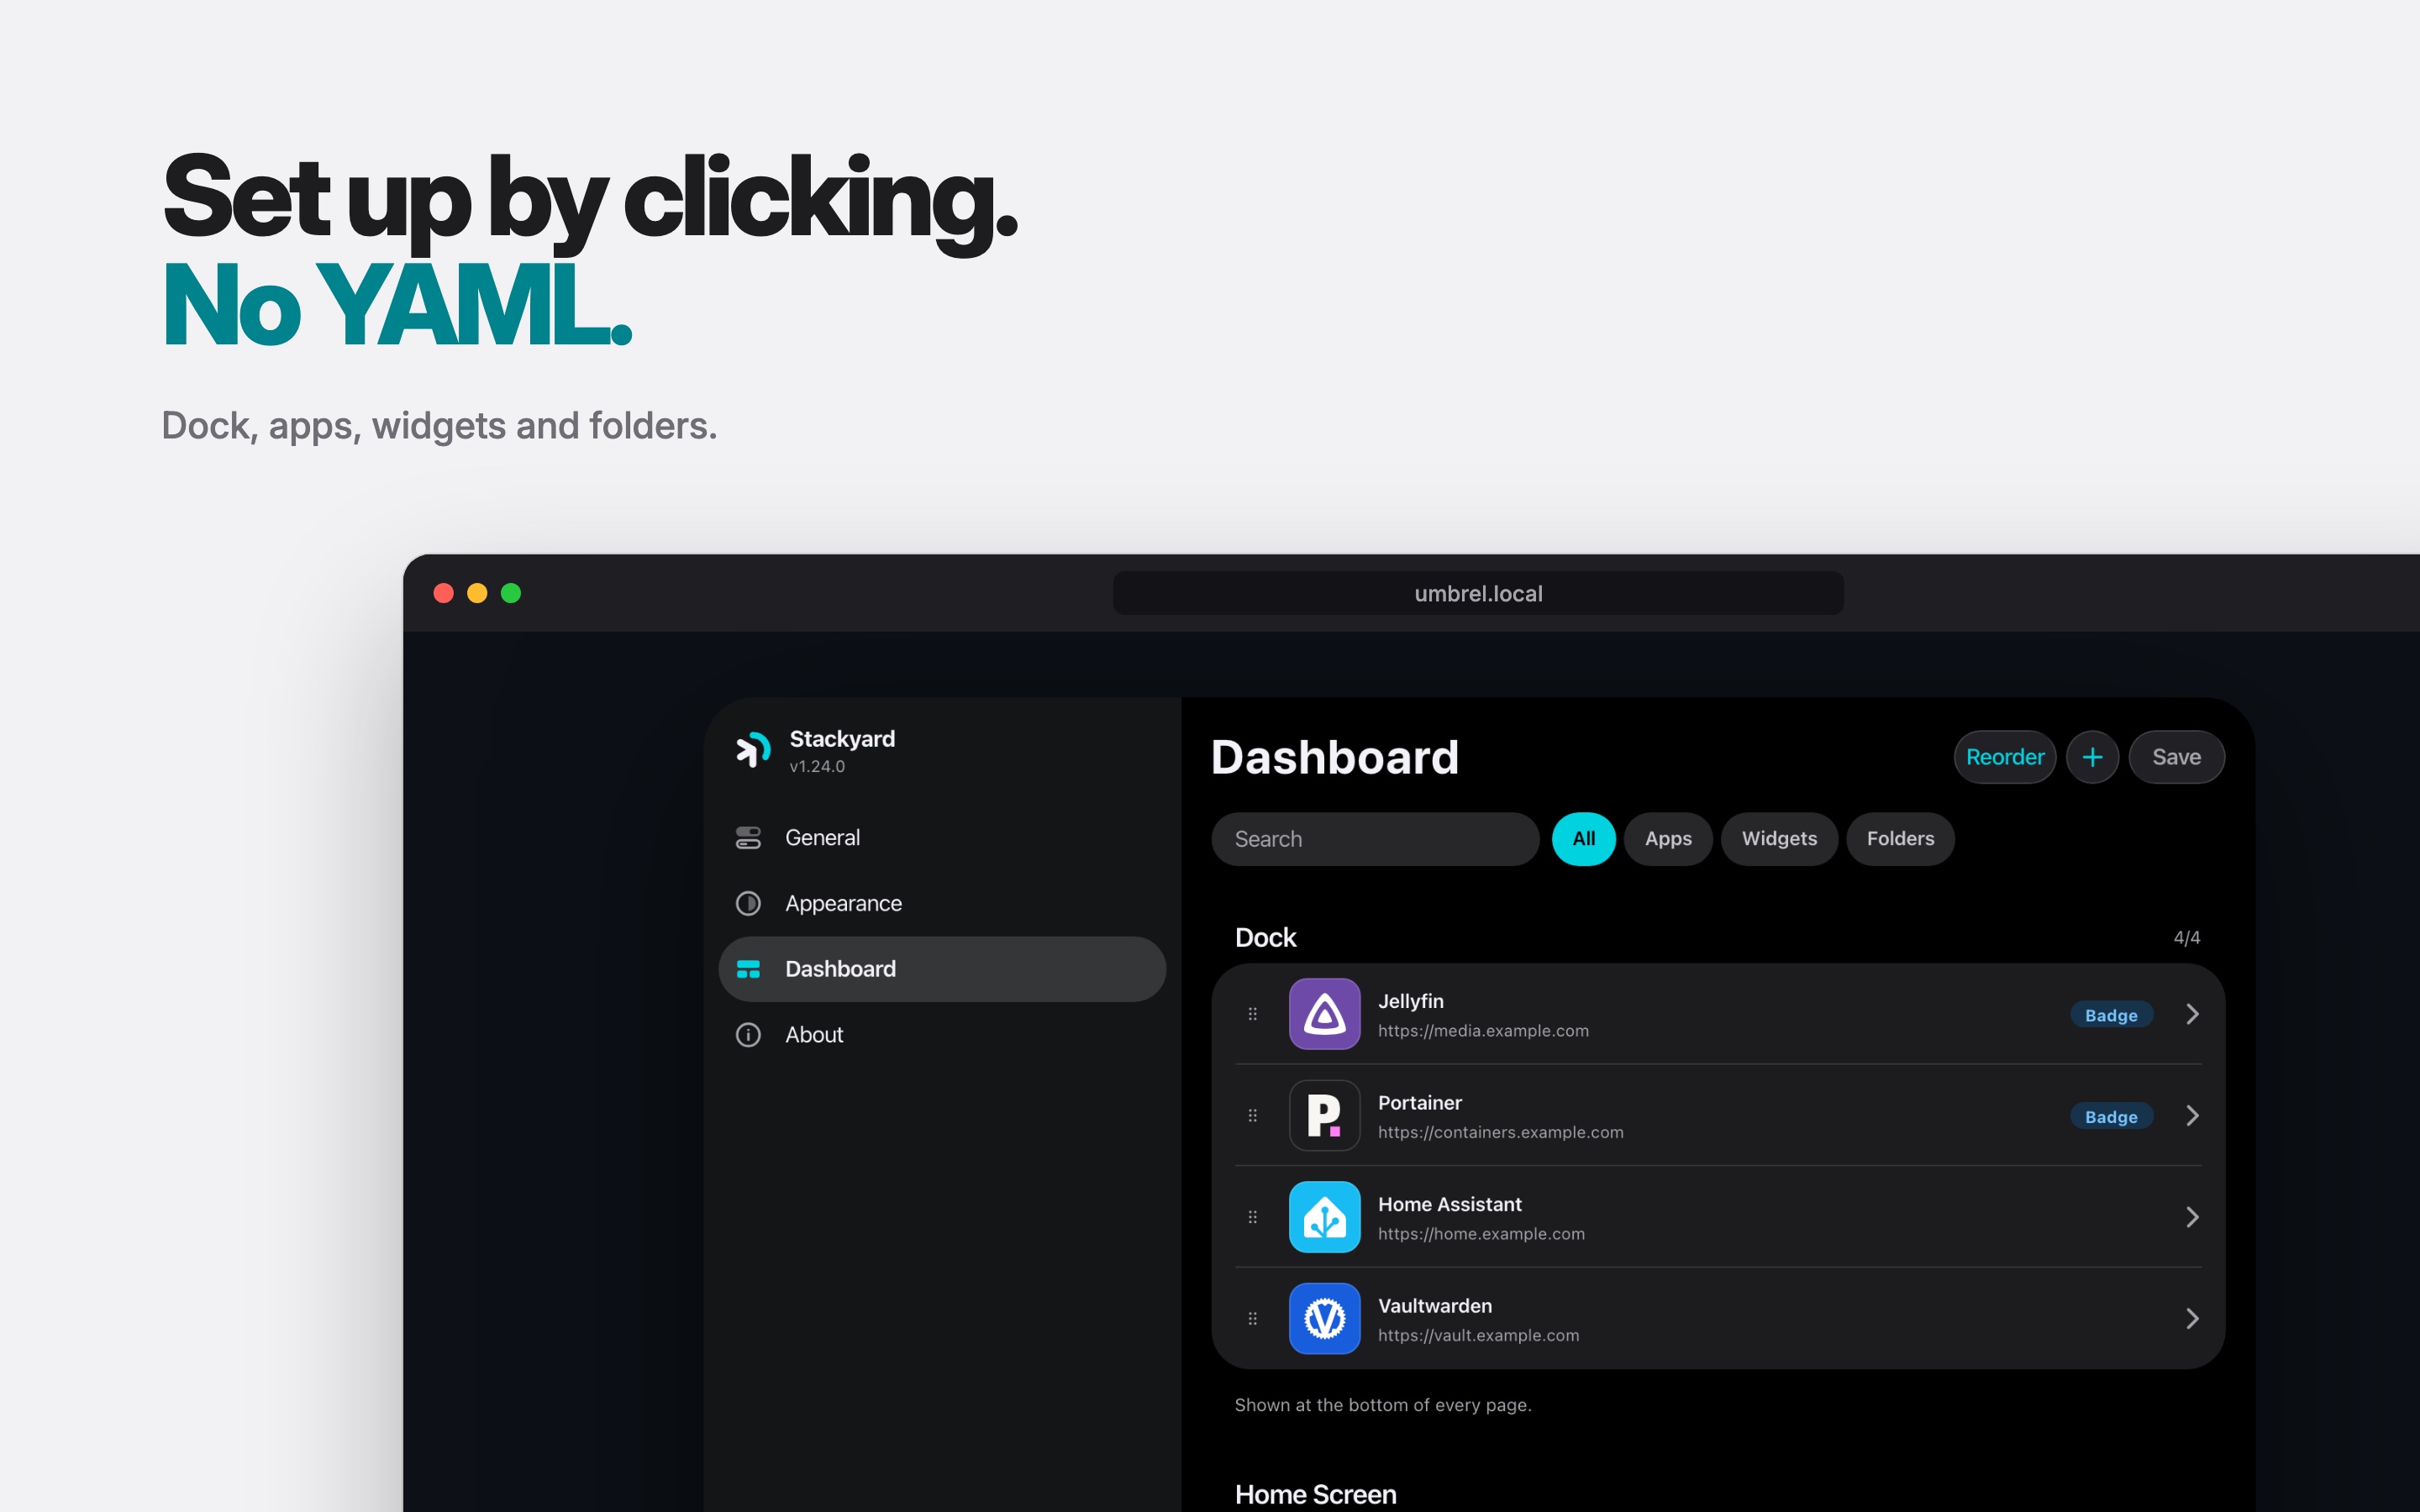 Set up by clicking.
No YAML.
Dock, apps, widgets and folders.
umbrel.local
Stackyard
v1.24.0
General
Appearance
Dashboard
About
Dashboard
Reorder
+
Save
Search
All
Apps
Widgets
Folders
Dock
4/4
Jellyfin
https://media.example.com
Badge
Portainer
https://containers.example.com
Badge
Home Assistant
https://home.example.com
Vaultwarden
https://vault.example.com
Shown at the bottom of every page.
Home Screen